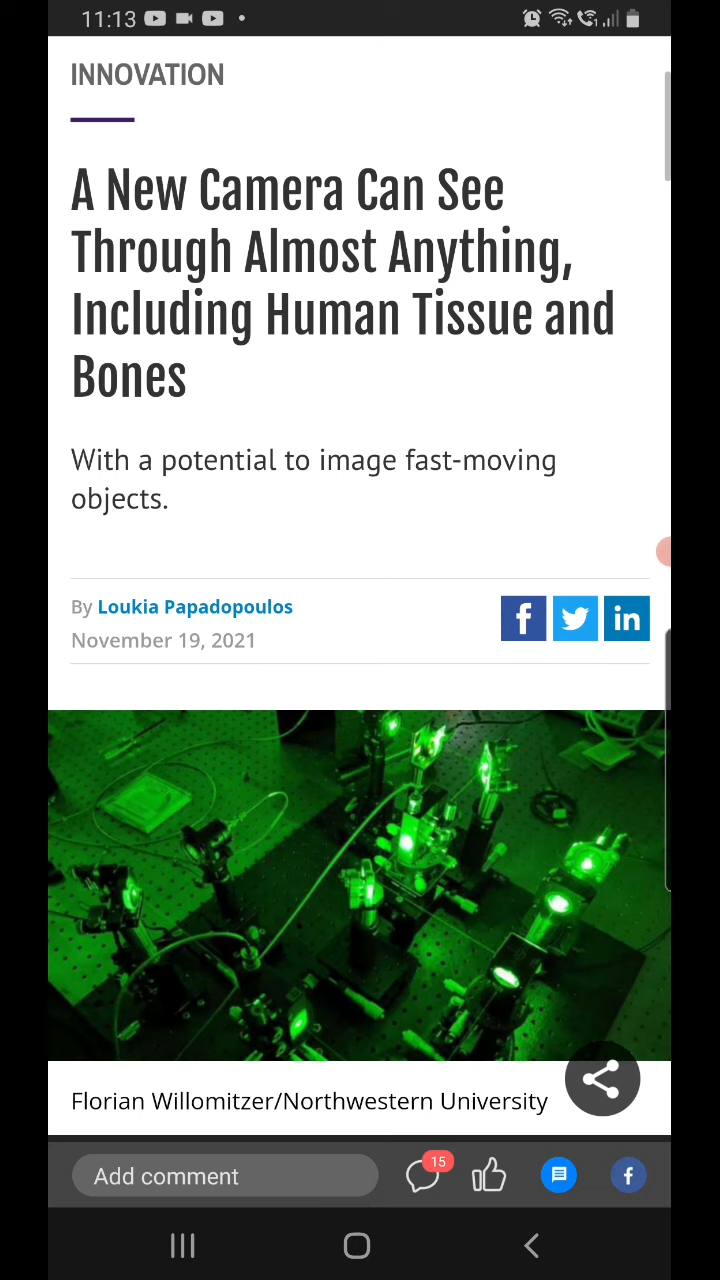 11:13
INNOVATION
A New Camera Can See
Through Almost Anything,
Including Human Tissue and
Bones
With a potential to image fast-moving
objects.
By Loukia Papadopoulos
November 19, 2021
f in
Florian Willomitzer/Northwestern University
Add comment
15
f